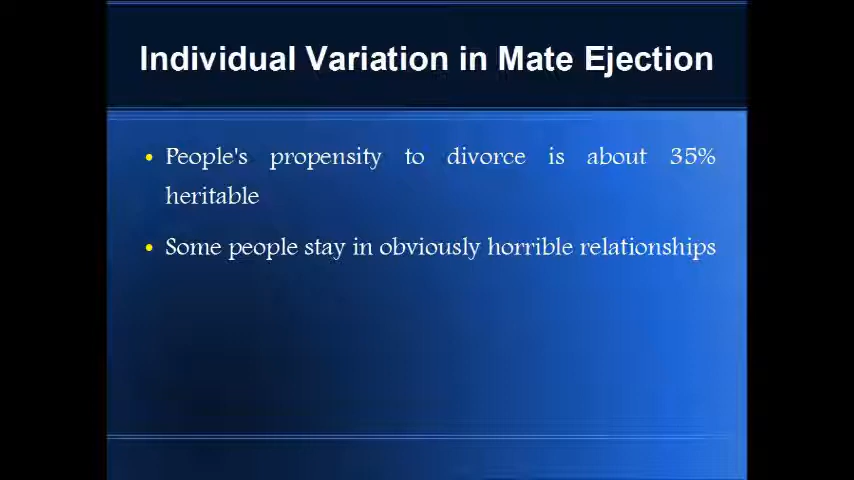 Individual Variation in Mate Ejection
• People's propensity to divorce is about 35%
heritable
• Some people stay in obviously horrible relationships